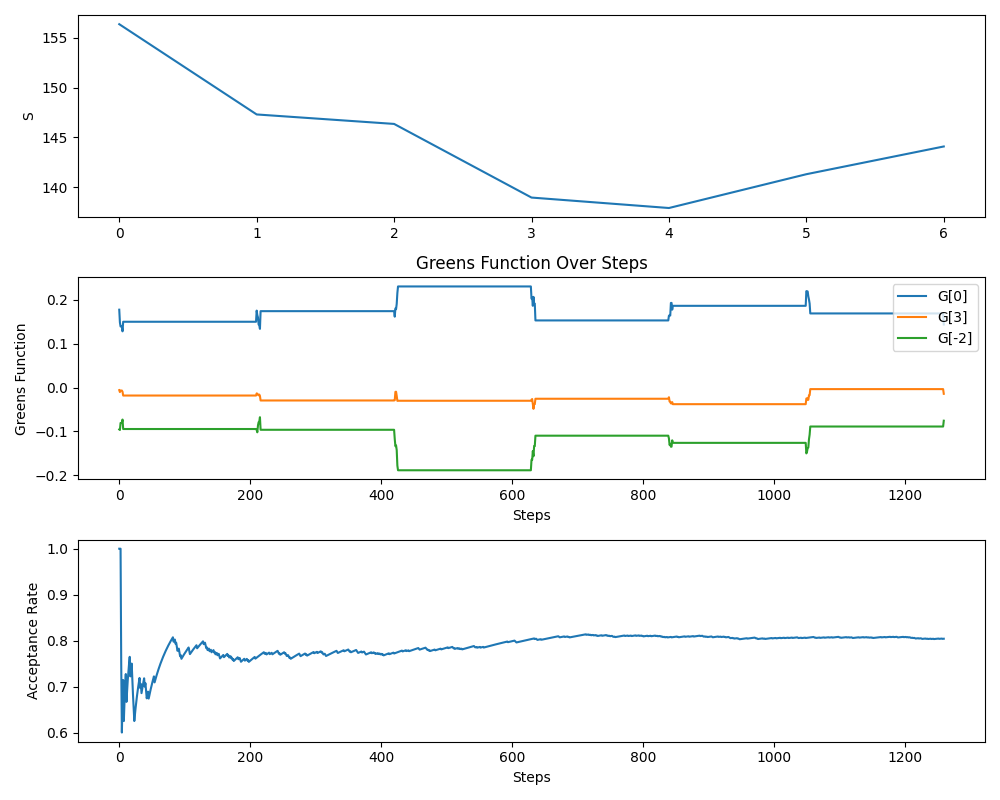 155
150
145
140
S
0 1 2 3 4 5 6
Greens Function Over Steps
0.2
0.1
0.0
−0.1
−0.2
Greens Function
G[0]
G[3]
G[-2]
0 200 400 600 800 1000 1200
Steps
1.0
0.9
0.8
0.7
0.6
Acceptance Rate
0 200 400 600 800 1000 1200
Steps